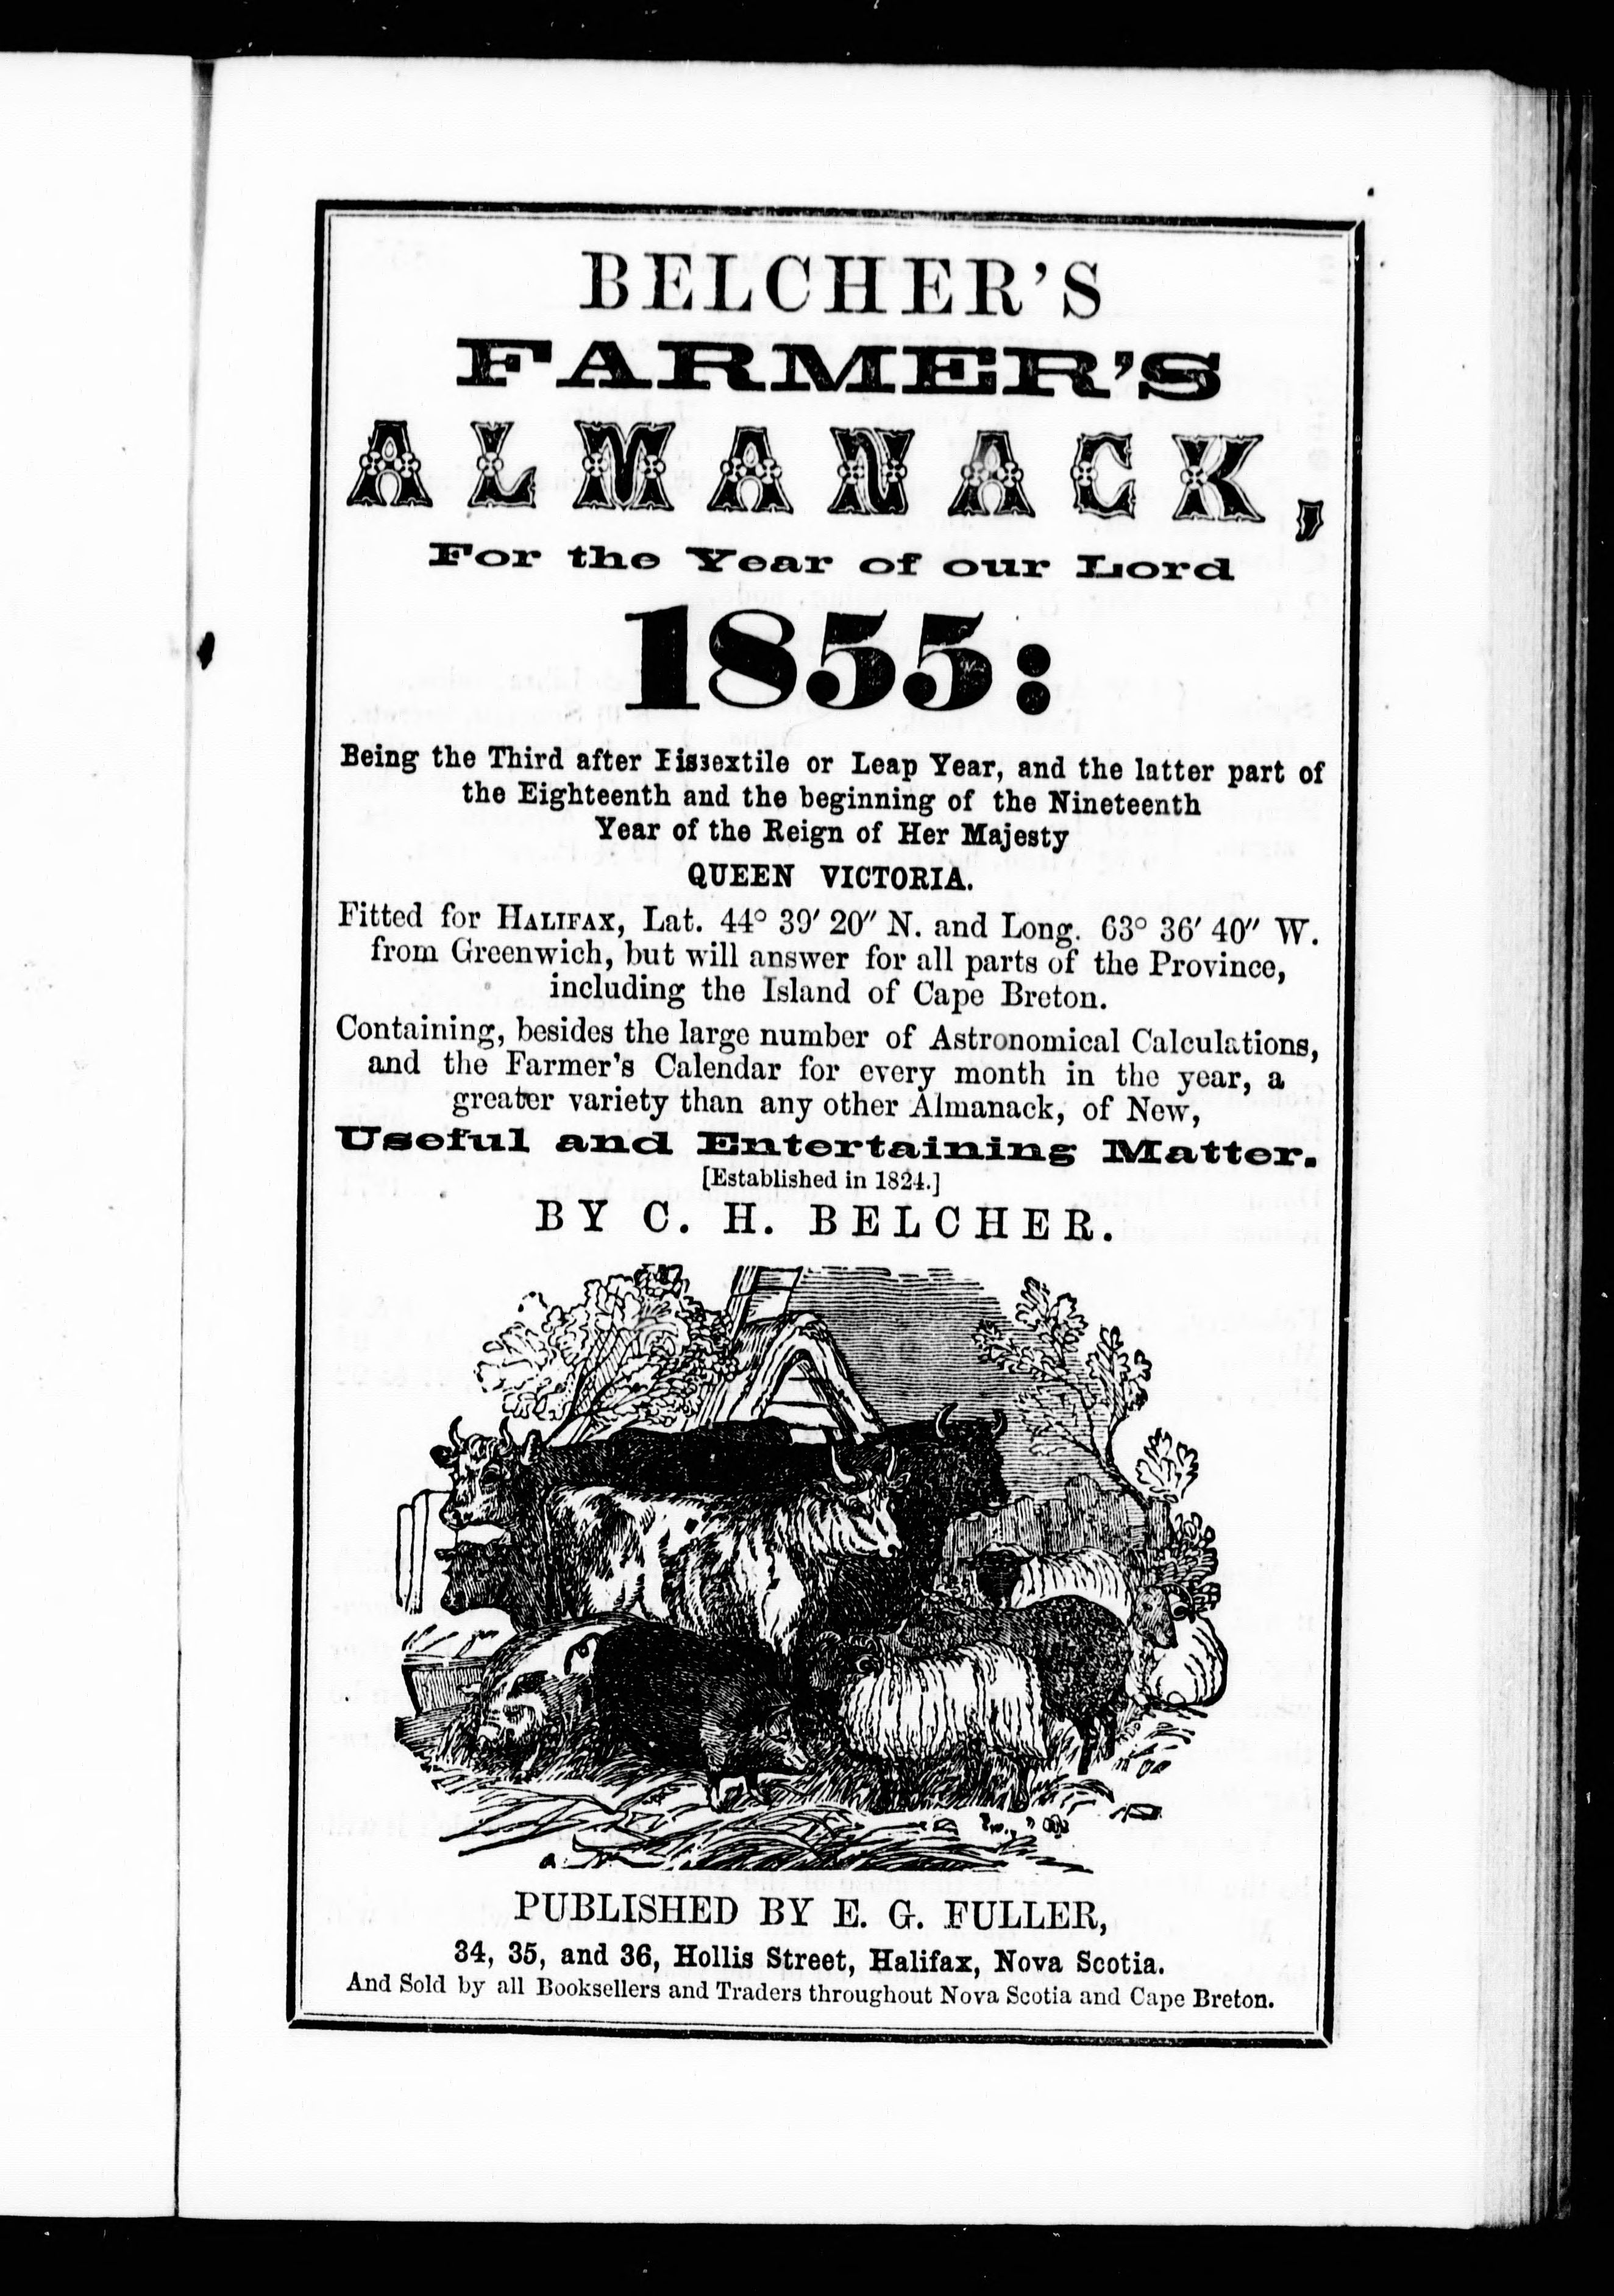 BELCHER'S
FARMER'S
ALMANACK,
For the Year of our Lord
1855:
Being the Third after Bissextile or Leap Year, and the latter part of
the Eighteenth and the beginning of the Nineteenth
Year of the Reign of Her Majesty
QUEEN VICTORIA.
Fitted for HALIFAX, Lat. 44° 39′ 20″ N. and Long. 63° 36′ 40″ W.
from Greenwich, but will answer for all parts of the Province,
including the Island of Cape Breton.
Containing, besides the large number of Astronomical Calculations,
and the Farmer's Calendar for every month in the year, a
greater variety than any other Almanack, of New,
Useful and Entertaining Matter.
[Established in 1824.]
BY C. H. BELCHER.
PUBLISHED BY E. G. FULLER,
34, 35, and 36, Hollis Street, Halifax, Nova Scotia.
And Sold by all Booksellers and Traders throughout Nova Scotia and Cape Breton.